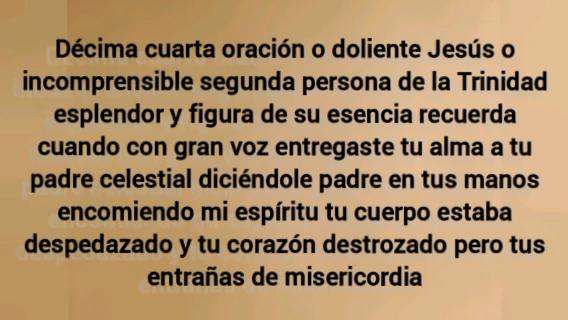 Décima cuarta oración o doliente Jesús o
incomprensible segunda persona de la Trinidad
esplendor y figura de su esencia recuerda
cuando con gran voz entregaste tu alma a tu
padre celestial diciéndole padre en tus manos
encomiendo mi espíritu tu cuerpo estaba
despedazado y tu corazón destrozado pero tus
entrañas de misericordia